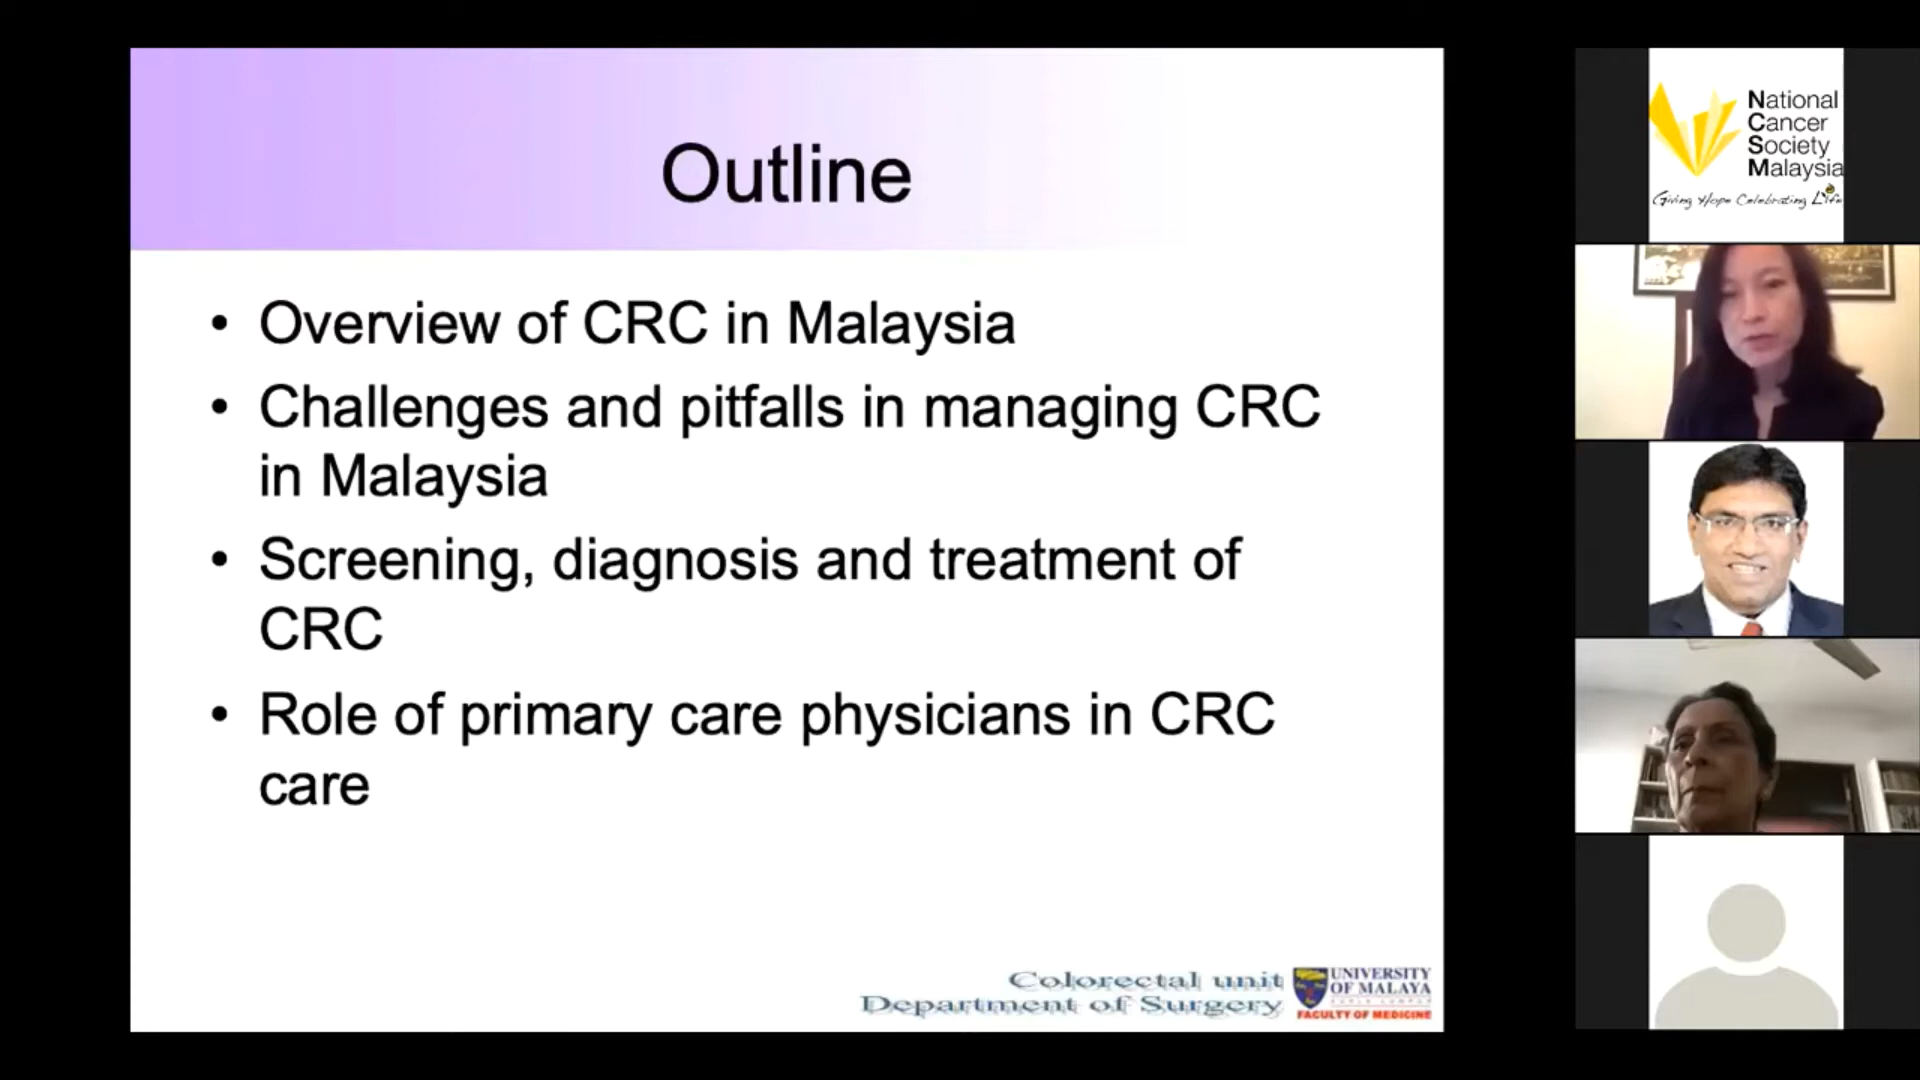 Outline
• Overview of CRC in Malaysia
• Challenges and pitfalls in managing CRC
in Malaysia
• Screening, diagnosis and treatment of
CRC
• Role of primary care physicians in CRC
care
Colorectal unit
Department of Surgery
UNIVERSITY
OF MALAYA
KUALA LUMPUR
FACULTY OF MEDICINE
National
Cancer
Society
Malaysia
Giving Hope Celebrating Life